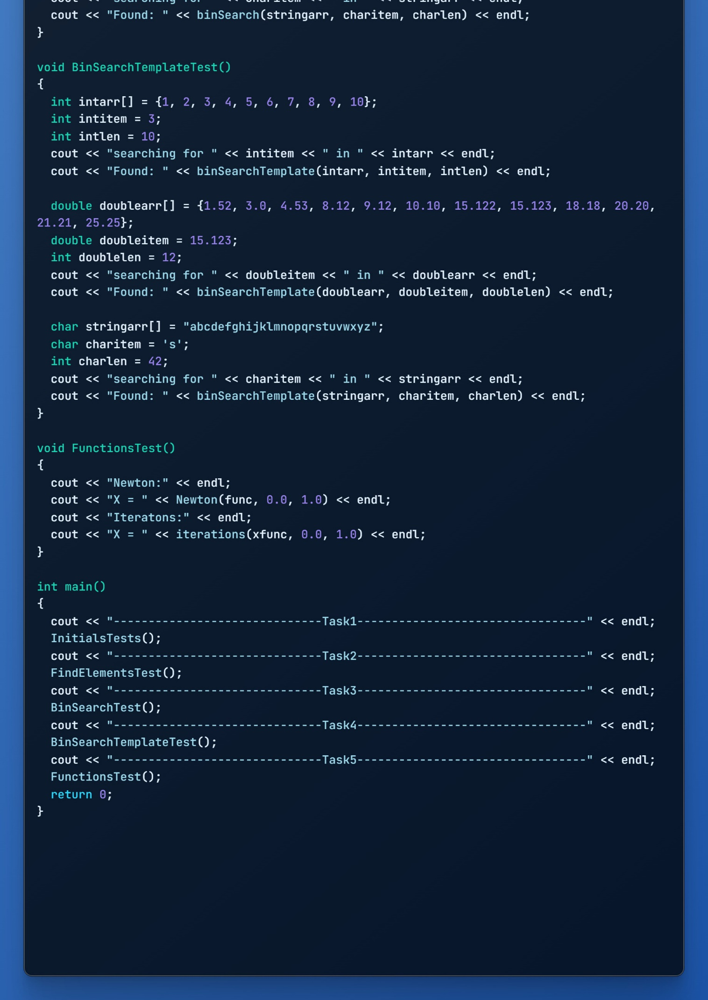 cout << "searching for " << charitem << " in " << stringarr << endl;
  cout << "Found: " << binSearch(stringarr, charitem, charlen) << endl;
}

void BinSearchTemplateTest()
{
  int intarr[] = {1, 2, 3, 4, 5, 6, 7, 8, 9, 10};
  int intitem = 3;
  int intlen = 10;
  cout << "searching for " << intitem << " in " << intarr << endl;
  cout << "Found: " << binSearchTemplate(intarr, intitem, intlen) << endl;

  double doublearr[] = {1.52, 3.0, 4.53, 8.12, 9.12, 10.10, 15.122, 15.123, 18.18, 20.20,
21.21, 25.25};
  double doubleitem = 15.123;
  int doublelen = 12;
  cout << "searching for " << doubleitem << " in " << doublearr << endl;
  cout << "Found: " << binSearchTemplate(doublearr, doubleitem, doublelen) << endl;

  char stringarr[] = "abcdefghijklmnopqrstuvwxyz";
  char charitem = 's';
  int charlen = 42;
  cout << "searching for " << charitem << " in " << stringarr << endl;
  cout << "Found: " << binSearchTemplate(stringarr, charitem, charlen) << endl;
}

void FunctionsTest()
{
  cout << "Newton:" << endl;
  cout << "X = " << Newton(func, 0.0, 1.0) << endl;
  cout << "Iteratons:" << endl;
  cout << "X = " << iterations(xfunc, 0.0, 1.0) << endl;
}

int main()
{
  cout << "------------------------------Task1---------------------------------" << endl;
  InitialsTests();
  cout << "------------------------------Task2---------------------------------" << endl;
  FindElementsTest();
  cout << "------------------------------Task3---------------------------------" << endl;
  BinSearchTest();
  cout << "------------------------------Task4---------------------------------" << endl;
  BinSearchTemplateTest();
  cout << "------------------------------Task5---------------------------------" << endl;
  FunctionsTest();
  return 0;
}